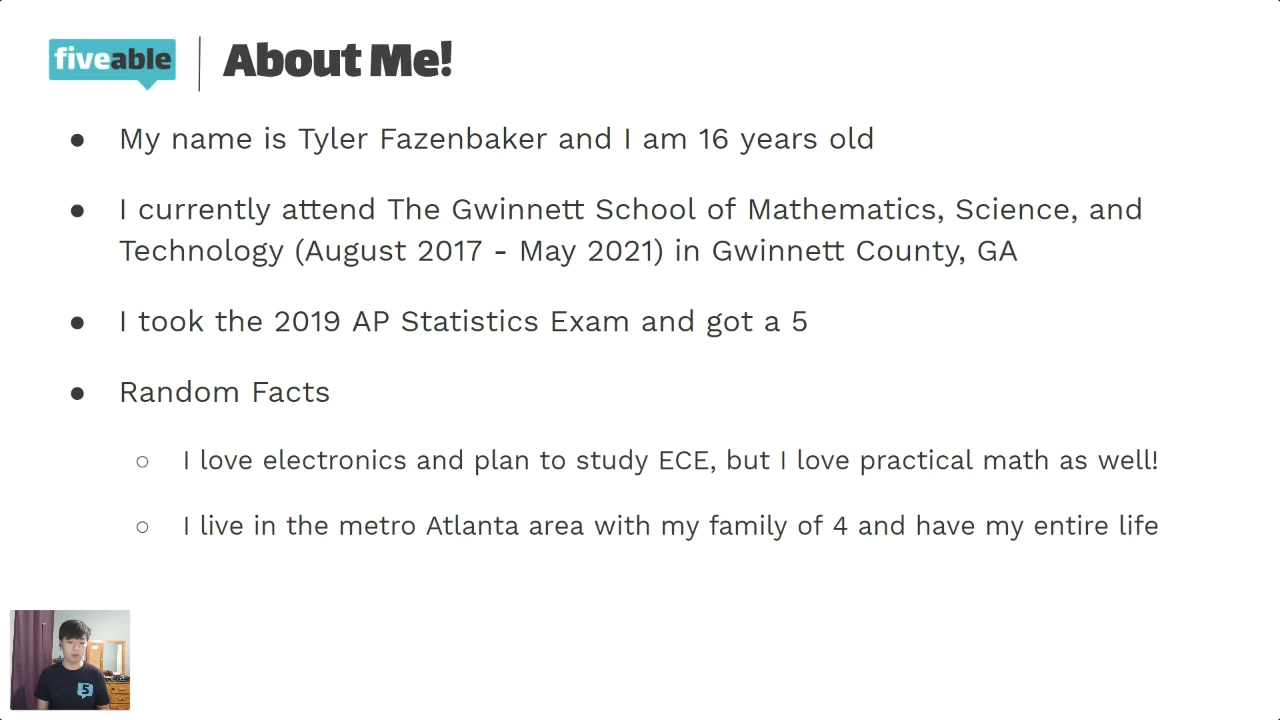 fiveable
About Me!
● My name is Tyler Fazenbaker and I am 16 years old
● I currently attend The Gwinnett School of Mathematics, Science, and
Technology (August 2017 - May 2021) in Gwinnett County, GA
● I took the 2019 AP Statistics Exam and got a 5
● Random Facts
○ I love electronics and plan to study ECE, but I love practical math as well!
○ I live in the metro Atlanta area with my family of 4 and have my entire life
5